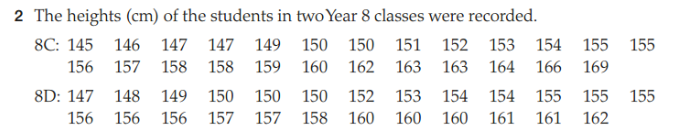 2 The heights (cm) of the students in two Year 8 classes were recorded.
8C: 145 146 147 147 149 150 150 151 152 153 154 155 155
156 157 158 158 159 160 162 163 163 164 166 169
8D: 147 148 149 150 150 150 152 153 154 154 155 155 155
156 156 156 157 157 158 160 160 160 161 161 162